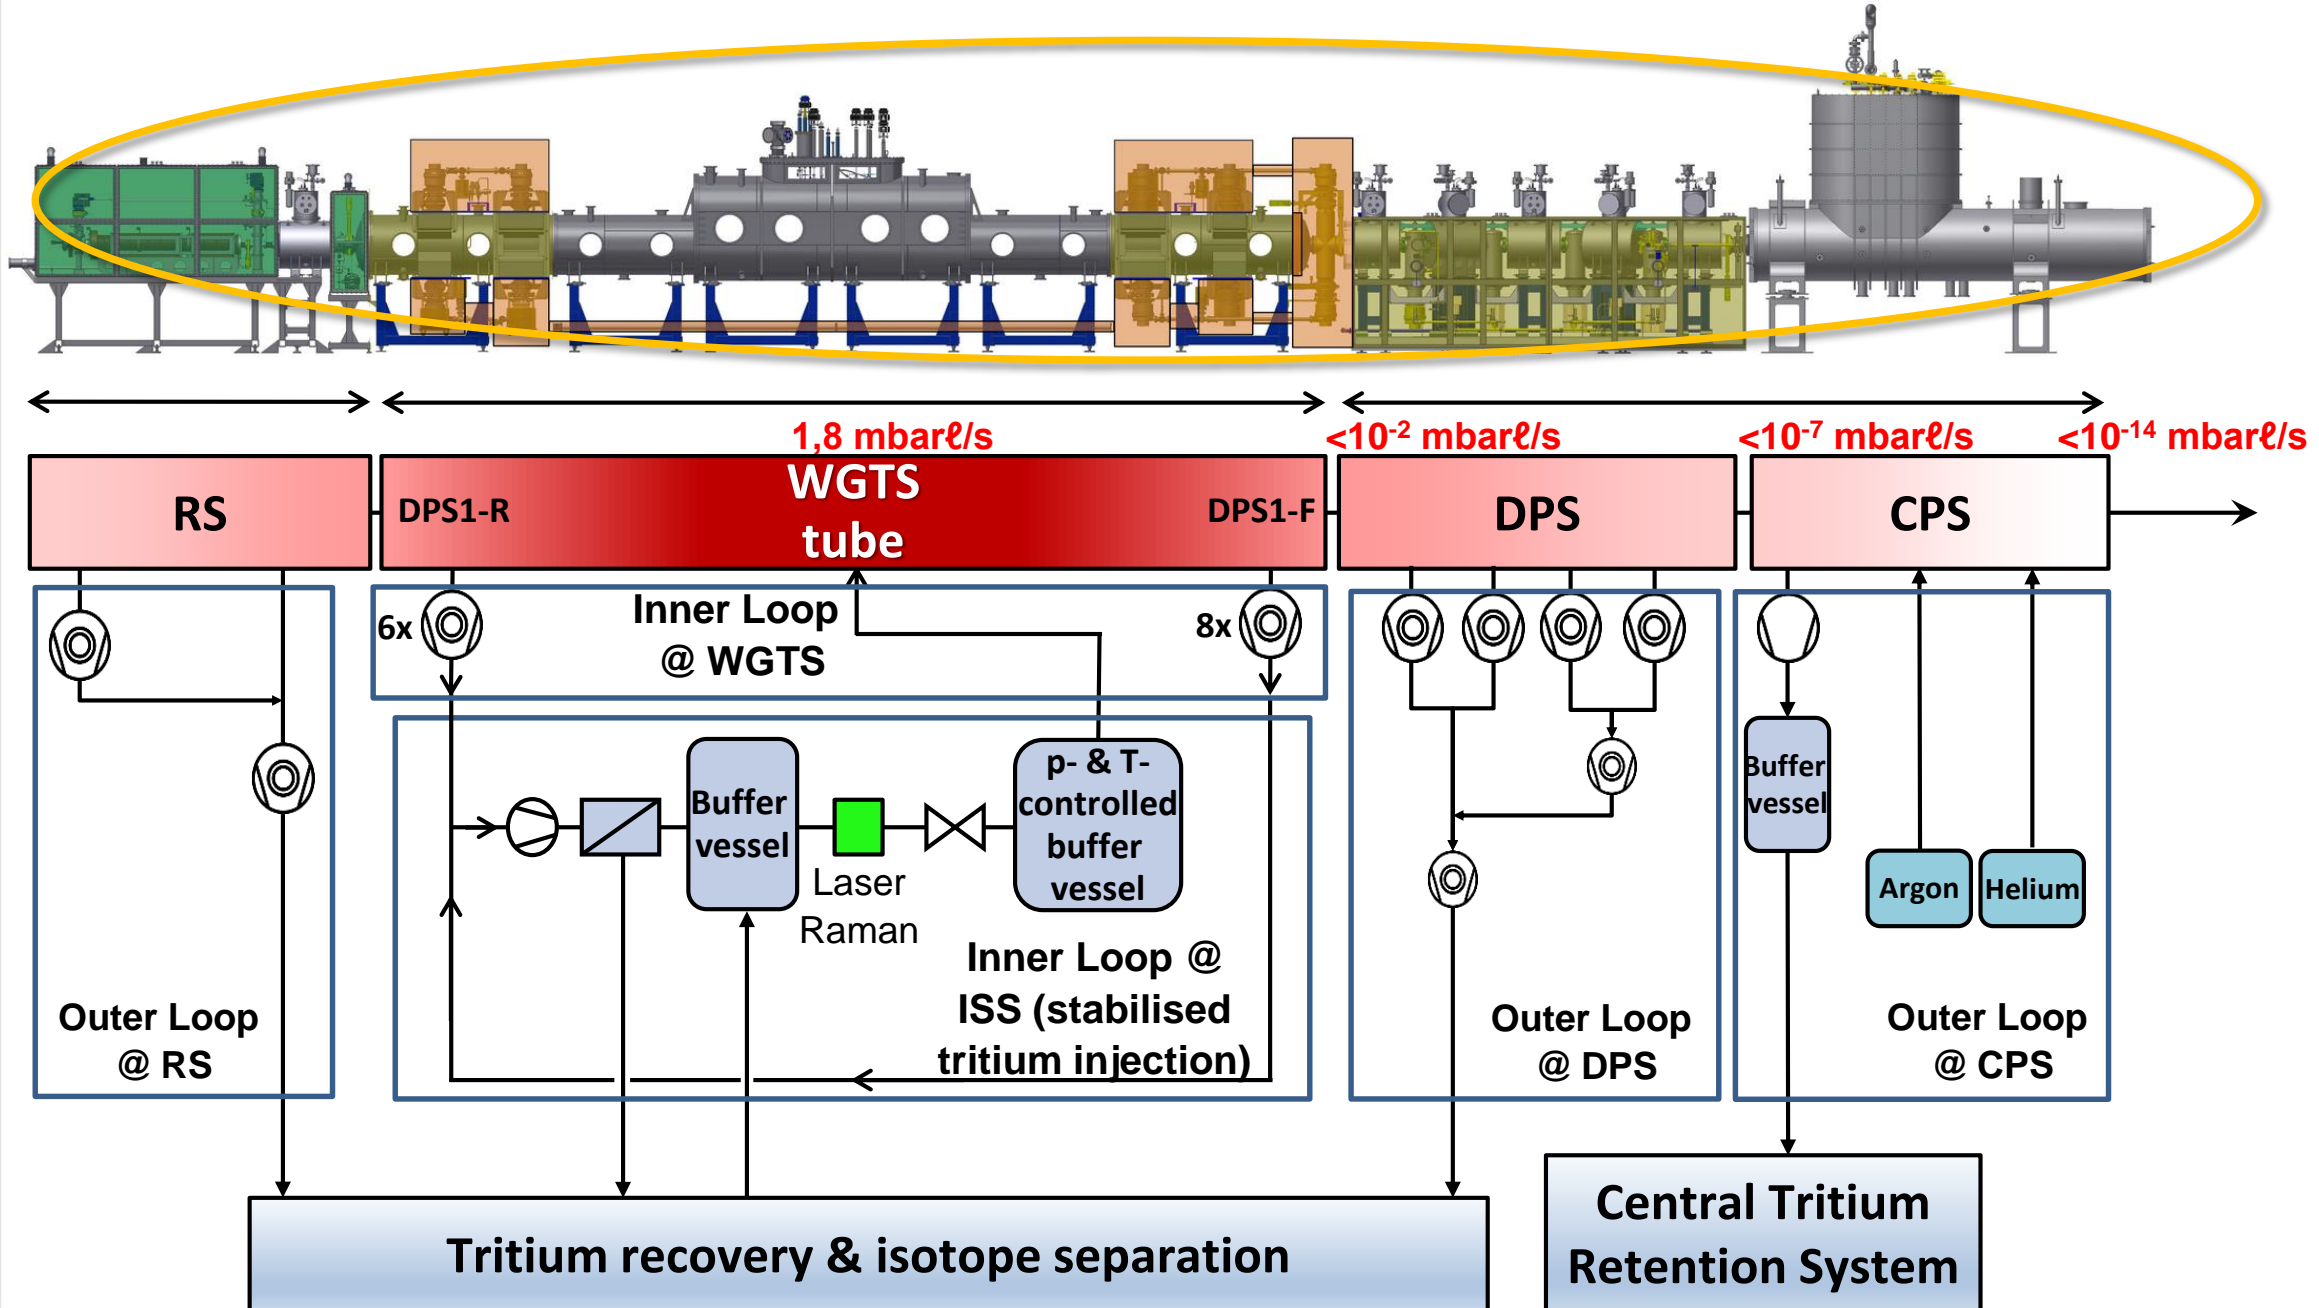 1,8 mbarℓ/s
<10-2 mbarℓ/s
<10-7 mbarℓ/s
<10-14 mbarℓ/s
RS
DPS1-R
WGTS
tube
DPS1-F
DPS
CPS
6x
Inner Loop
@ WGTS
8x
Buffer
vessel
Laser
Raman
p- & T-
controlled
buffer
vessel
Inner Loop @
ISS (stabilised
tritium injection)
Buffer
vessel
Argon
Helium
Outer Loop
@ RS
Outer Loop
@ DPS
Outer Loop
@ CPS
Tritium recovery & isotope separation
Central Tritium
Retention System